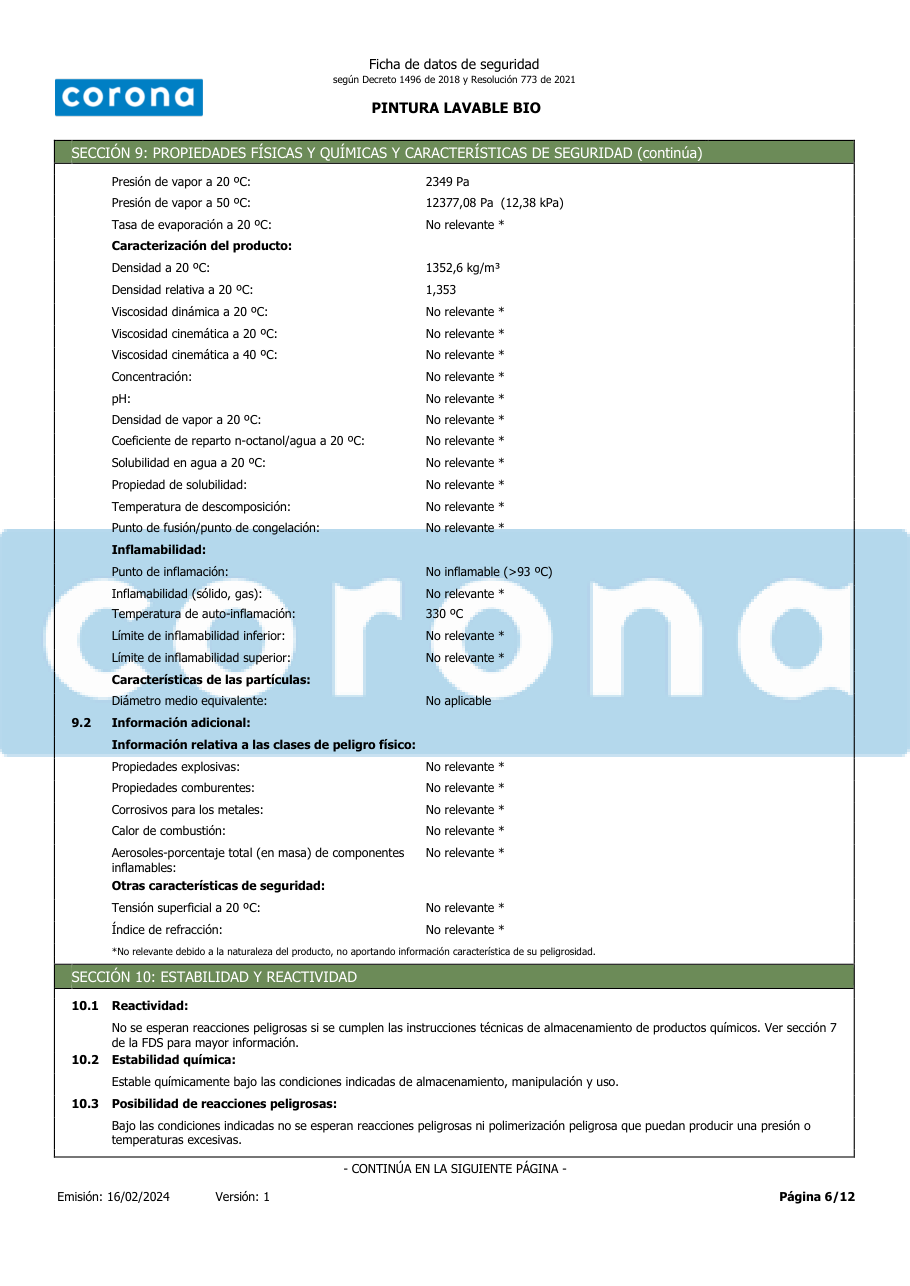 Ficha de datos de seguridad
según Decreto 1496 de 2018 y Resolución 773 de 2021
corona
PINTURA LAVABLE BIO
SECCIÓN 9: PROPIEDADES FÍSICAS Y QUÍMICAS Y CARACTERÍSTICAS DE SEGURIDAD (continúa)
Presión de vapor a 20 ºC: 2349 Pa
Presión de vapor a 50 ºC: 12377,08 Pa (12,38 kPa)
Tasa de evaporación a 20 ºC: No relevante *
Caracterización del producto:
Densidad a 20 ºC: 1352,6 kg/m³
Densidad relativa a 20 ºC: 1,353
Viscosidad dinámica a 20 ºC: No relevante *
Viscosidad cinemática a 20 ºC: No relevante *
Viscosidad cinemática a 40 ºC: No relevante *
Concentración: No relevante *
pH: No relevante *
Densidad de vapor a 20 ºC: No relevante *
Coeficiente de reparto n-octanol/agua a 20 ºC: No relevante *
Solubilidad en agua a 20 ºC: No relevante *
Propiedad de solubilidad: No relevante *
Temperatura de descomposición: No relevante *
Punto de fusión/punto de congelación: No relevante *
Inflamabilidad:
Punto de inflamación: No inflamable (>93 ºC)
Inflamabilidad (sólido, gas): No relevante *
Temperatura de auto-inflamación: 330 ºC
Límite de inflamabilidad inferior: No relevante *
Límite de inflamabilidad superior: No relevante *
corona
Características de las partículas:
Diámetro medio equivalente: No aplicable
9.2 Información adicional:
Información relativa a las clases de peligro físico:
Propiedades explosivas: No relevante *
Propiedades comburentes: No relevante *
Corrosivos para los metales: No relevante *
Calor de combustión: No relevante *
Aerosoles-porcentaje total (en masa) de componentes No relevante *
inflamables:
Otras características de seguridad:
Tensión superficial a 20 ºC: No relevante *
Índice de refracción: No relevante *
*No relevante debido a la naturaleza del producto, no aportando información característica de su peligrosidad.
SECCIÓN 10: ESTABILIDAD Y REACTIVIDAD
10.1 Reactividad:
No se esperan reacciones peligrosas si se cumplen las instrucciones técnicas de almacenamiento de productos químicos. Ver sección 7
de la FDS para mayor información.
10.2 Estabilidad química:
Estable químicamente bajo las condiciones indicadas de almacenamiento, manipulación y uso.
10.3 Posibilidad de reacciones peligrosas:
Bajo las condiciones indicadas no se esperan reacciones peligrosas ni polimerización peligrosa que puedan producir una presión o
temperaturas excesivas.
- CONTINÚA EN LA SIGUIENTE PÁGINA -
Emisión: 16/02/2024 Versión: 1 Página 6/12